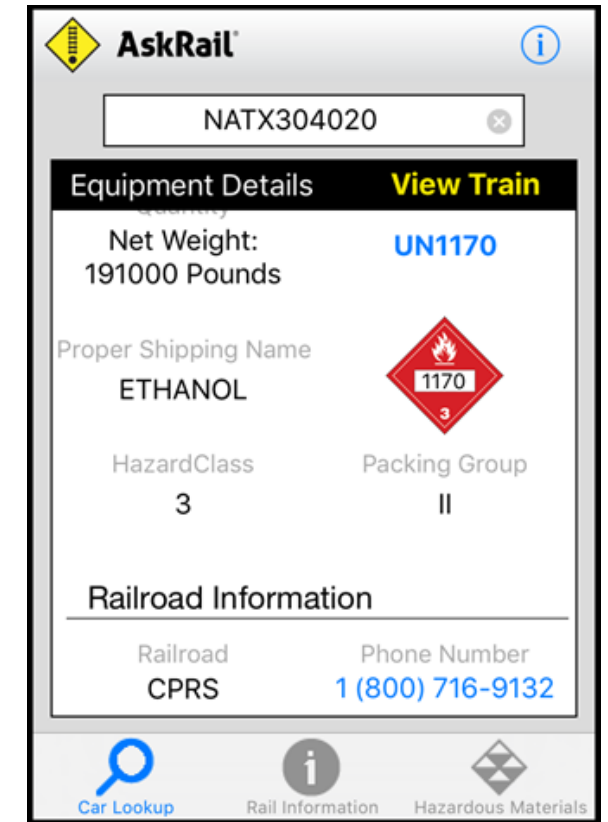 AskRail
i
NATX304020
Equipment Details
View Train
Quantity
Net Weight:
191000 Pounds
UN1170
Proper Shipping Name
ETHANOL
1170
3
HazardClass
3
Packing Group
II
Railroad Information
Railroad
CPRS
Phone Number
1 (800) 716-9132
Car Lookup
i
Rail Information
Hazardous Materials